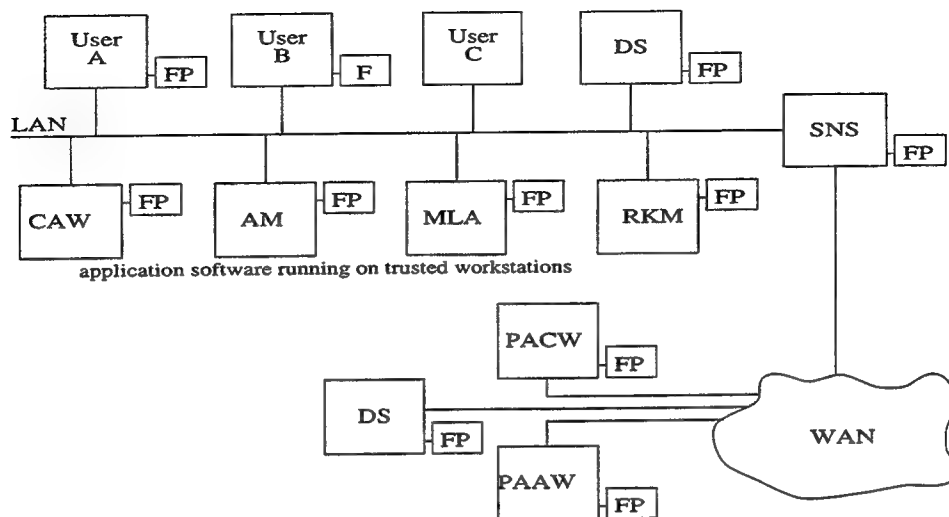 User
A
FP
User
B
F
User
C
DS
FP
LAN
SNS
FP
CAW
FP
AM
FP
MLA
FP
RKM
FP
application software running on trusted workstations
PACW
FP
DS
FP
WAN
PAAW
FP